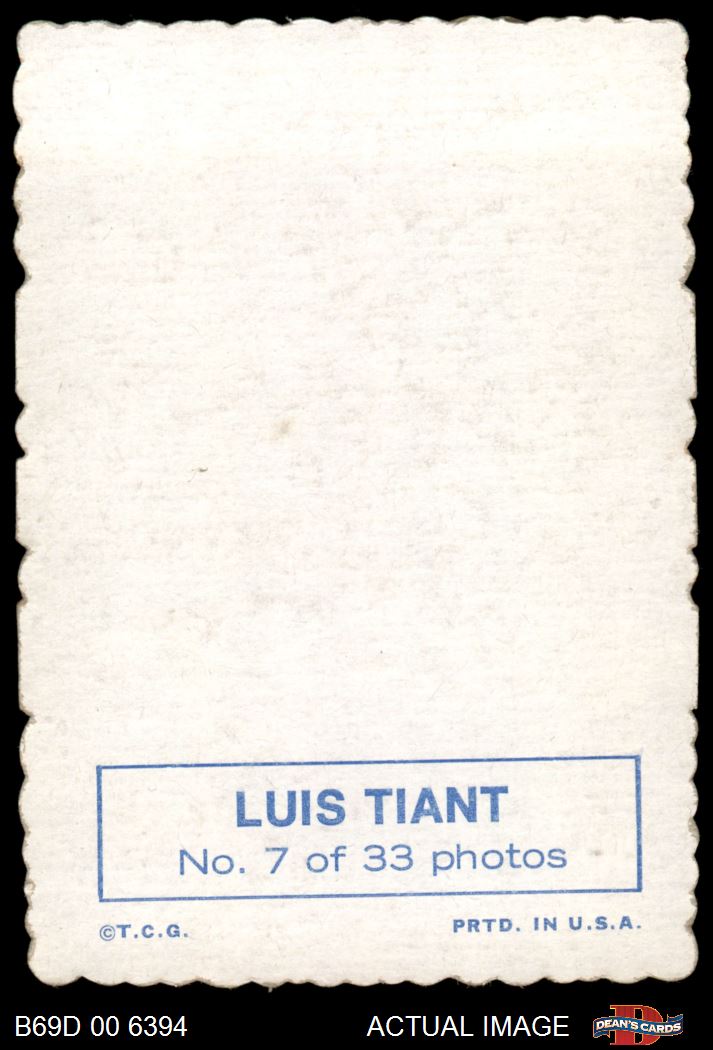 LUIS TIANT
No. 7 of 33 photos
©T.C.G. PRTD. IN U.S.A.
B69D 00 6394 ACTUAL IMAGE D DEAN'S CARDS